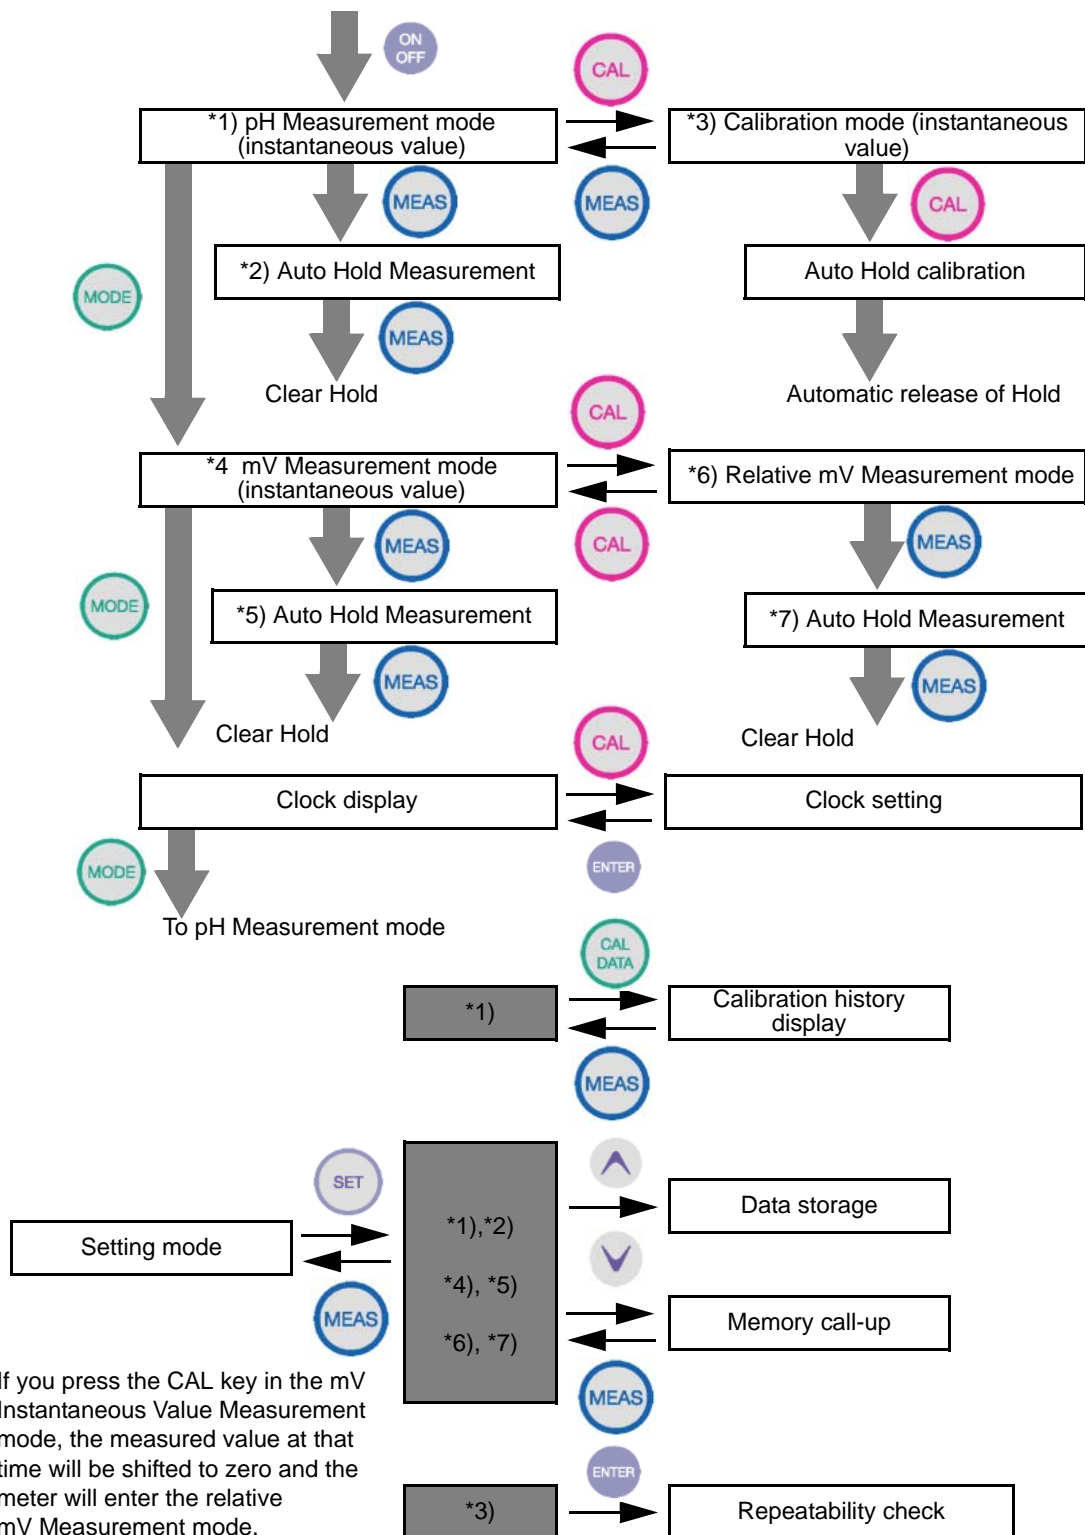 ON
OFF
CAL
*1) pH Measurement mode
(instantaneous value)
*3) Calibration mode (instantaneous
value)
MEAS
MEAS
CAL
*2) Auto Hold Measurement
Auto Hold calibration
MODE
MEAS
Clear Hold
Automatic release of Hold
CAL
*4 mV Measurement mode
(instantaneous value)
*6) Relative mV Measurement mode
MEAS
CAL
MEAS
MODE
*5) Auto Hold Measurement
*7) Auto Hold Measurement
MEAS
MEAS
Clear Hold
CAL
Clear Hold
Clock display
Clock setting
MODE
ENTER
To pH Measurement mode
CAL
DATA
*1)
Calibration history
display
MEAS
SET
*1),*2)
Data storage
Setting mode
*4), *5)
MEAS
*6), *7)
Memory call-up
MEAS
If you press the CAL key in the mV
Instantaneous Value Measurement
mode, the measured value at that
time will be shifted to zero and the
meter will enter the relative
mV Measurement mode.
ENTER
*3)
Repeatability check